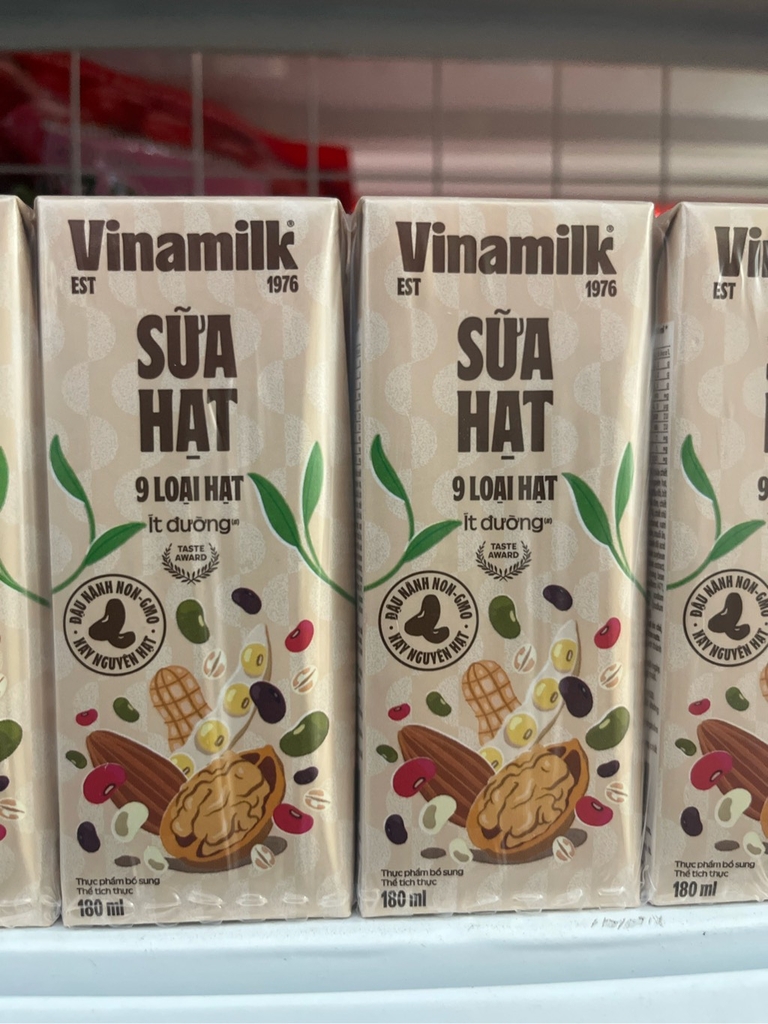 Vinamilk®
EST 1976
SỮA
HẠT
9 LOẠI HẠT
Ít đường(#)
TASTE
AWARD
ĐẬU NÀNH NON-GMO
· XAY NGUYÊN HẠT ·
Thực phẩm bổ sung
Thể tích thực
180 ml
Vinamilk®
EST 1976
SỮA
HẠT
9 LOẠI HẠT
Ít đường(#)
TASTE
AWARD
ĐẬU NÀNH NON-GMO
· XAY NGUYÊN HẠT ·
Thực phẩm bổ sung
Thể tích thực
180 ml
Vi
EST
9
ĐẬU NÀNH NON-GMO
· XAY NGUYÊN HẠT ·
Thực phẩm bổ sung
Thể tích thực
180 ml